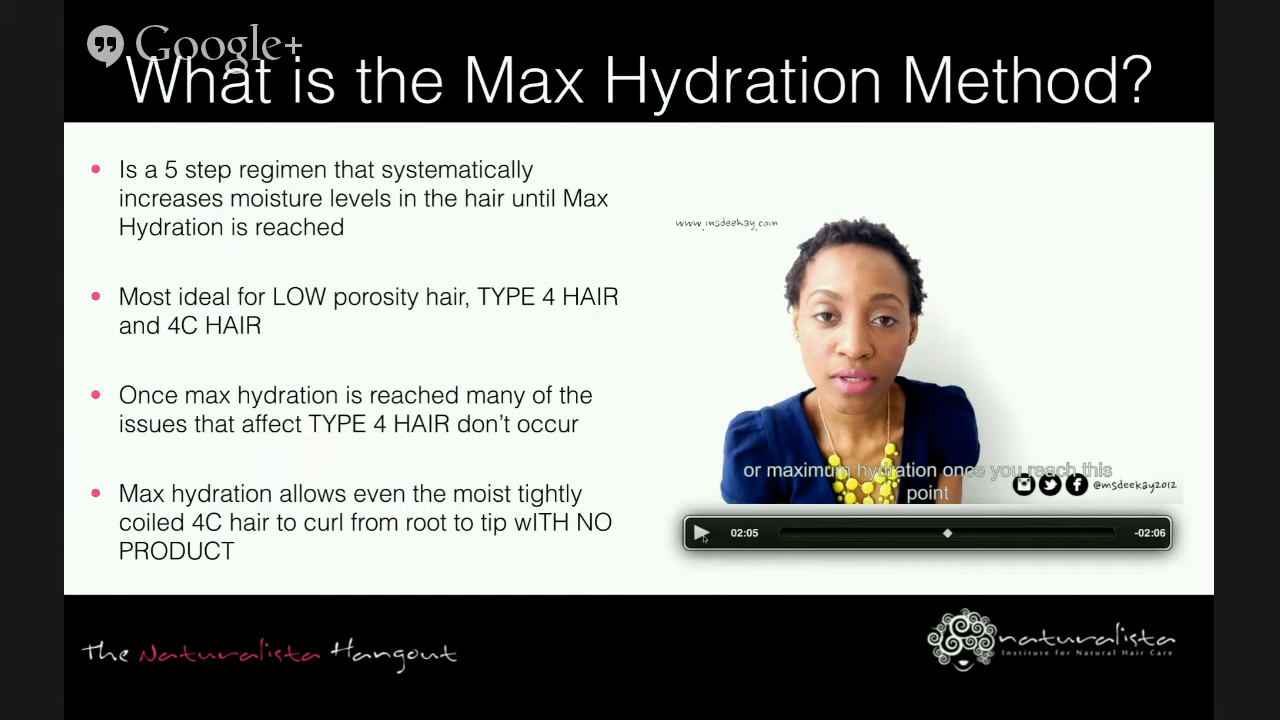 Google+
What is the Max Hydration Method?
• Is a 5 step regimen that systematically
increases moisture levels in the hair until Max
Hydration is reached
• Most ideal for LOW porosity hair, TYPE 4 HAIR
and 4C HAIR
• Once max hydration is reached many of the
issues that affect TYPE 4 HAIR don't occur
• Max hydration allows even the moist tightly
coiled 4C hair to curl from root to tip wITH NO
PRODUCT
www.msdeekay.com
or maximum hydration once you reach this
point
@msdeekay2012
02:05
-02:06
The Naturalista Hangout
naturalista
Institute for Natural Hair Care